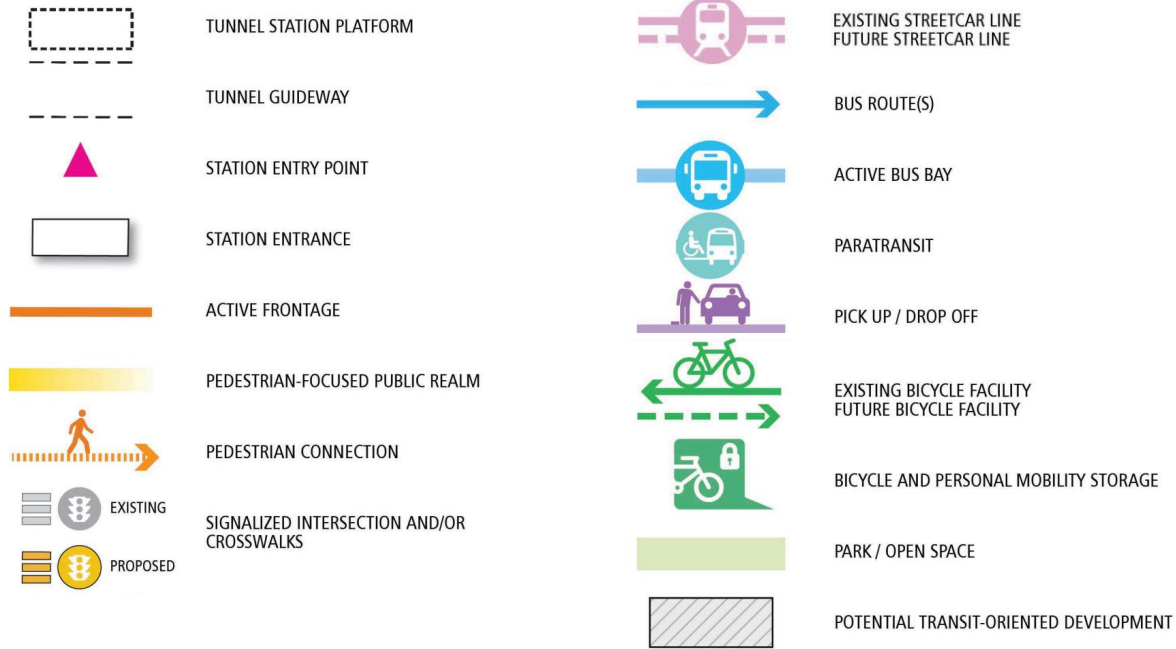 TUNNEL STATION PLATFORM
TUNNEL GUIDEWAY
STATION ENTRY POINT
STATION ENTRANCE
ACTIVE FRONTAGE
PEDESTRIAN-FOCUSED PUBLIC REALM
PEDESTRIAN CONNECTION
EXISTING
PROPOSED
SIGNALIZED INTERSECTION AND/OR
CROSSWALKS
EXISTING STREETCAR LINE
FUTURE STREETCAR LINE
BUS ROUTE(S)
ACTIVE BUS BAY
PARATRANSIT
PICK UP / DROP OFF
EXISTING BICYCLE FACILITY
FUTURE BICYCLE FACILITY
BICYCLE AND PERSONAL MOBILITY STORAGE
PARK / OPEN SPACE
POTENTIAL TRANSIT-ORIENTED DEVELOPMENT